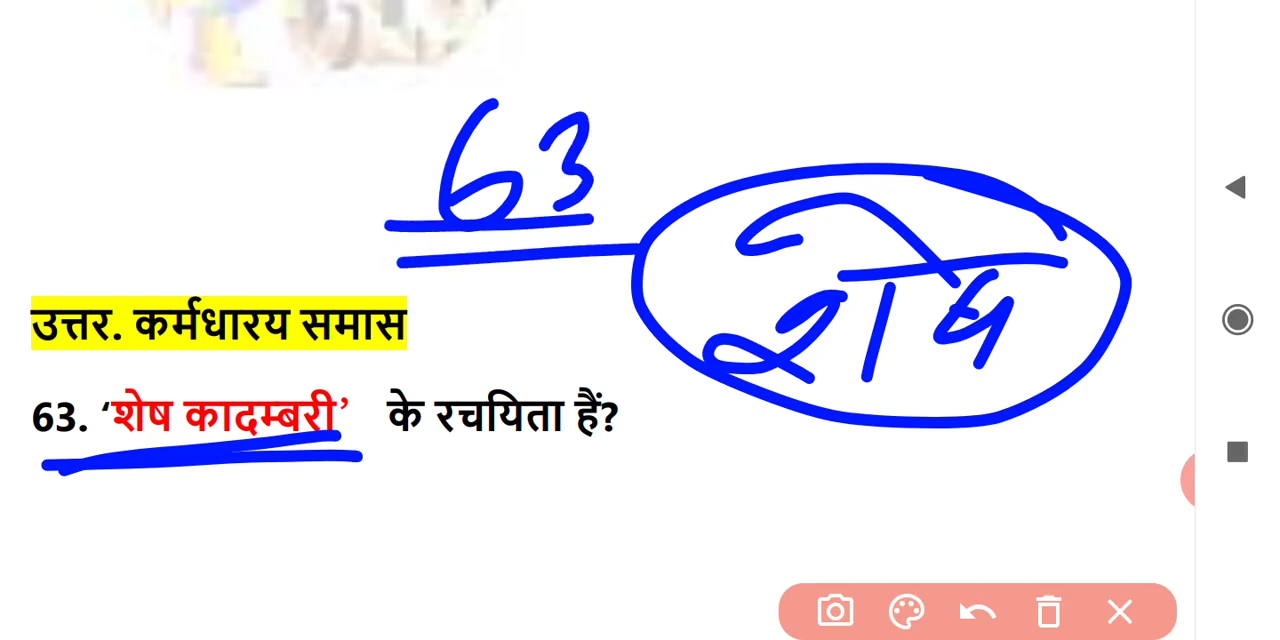 63
उत्तर. कर्मधारय समास
63. ‘शेष कादम्बरी’ के रचयिता हैं?